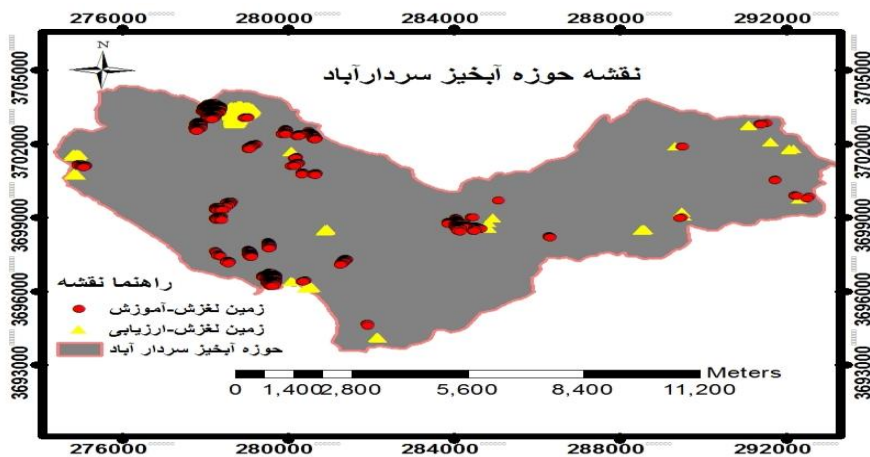 276000 280000 284000 288000 292000
N
نقشه حوزه آبخیز سردارآباد
3705000
3702000
3699000
3696000
3693000
3705000
3702000
3699000
3696000
3693000
راهنما نقشه
زمین لغزش-آموزش
زمین لغزش-ارزیابی
حوزه آبخیز سردار آباد
Meters
0 1,400 2,800 5,600 8,400 11,200
276000 280000 284000 288000 292000